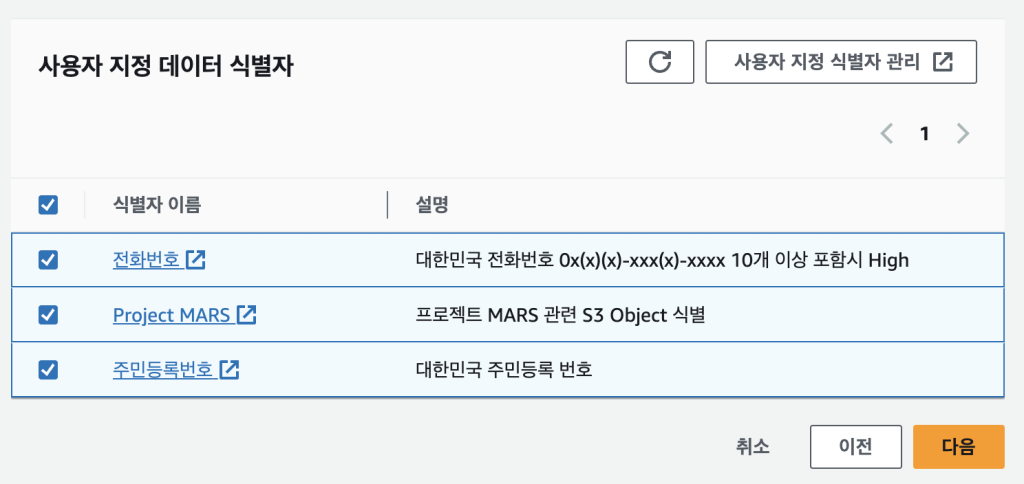 사용자 지정 데이터 식별자
사용자 지정 식별자 관리
1
식별자 이름 설명
전화번호 대한민국 전화번호 0x(x)(x)-xxx(x)-xxxx 10개 이상 포함시 High
Project MARS 프로젝트 MARS 관련 S3 Object 식별
주민등록번호 대한민국 주민등록 번호
취소 이전 다음